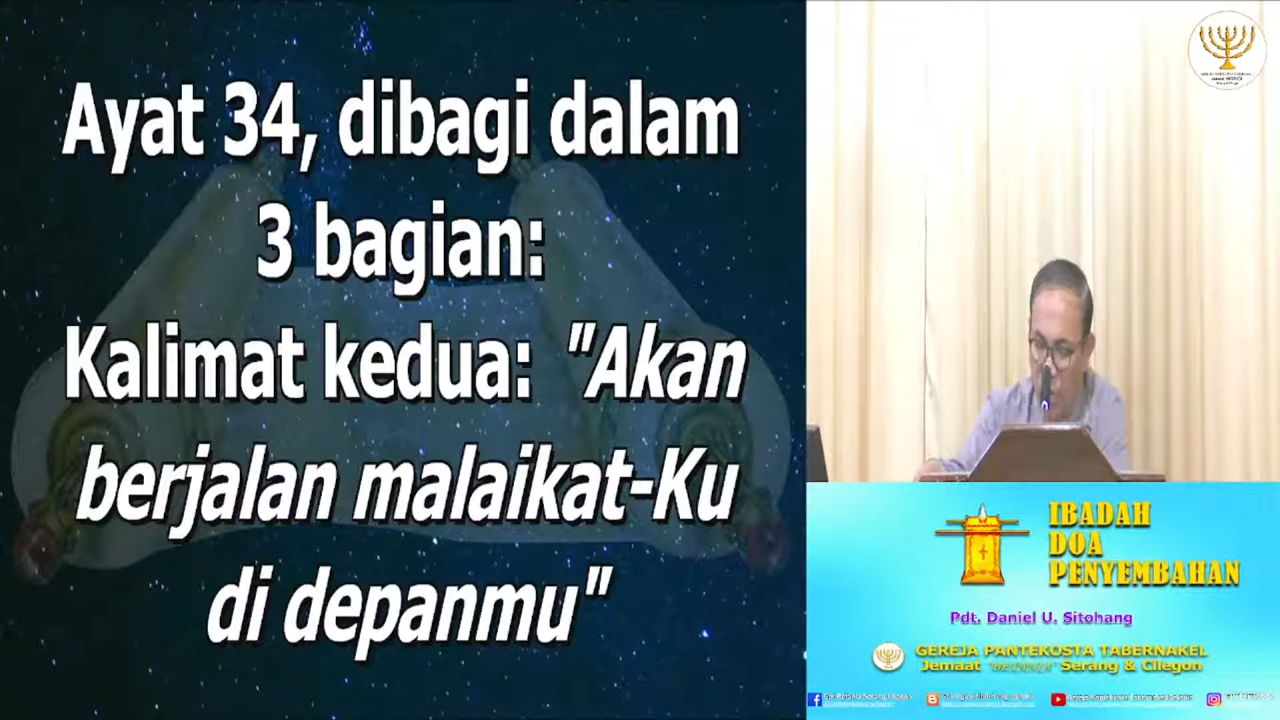 Ayat 34, dibagi dalam
3 bagian:
Kalimat kedua: "Akan
berjalan malaikat-Ku
di depanmu"
IBADAH
DOA
PENYEMBAHAN
Pdt. Daniel U. Sitohang
GEREJA PANTEKOSTA TABERNAKEL
Jemaat "BETANIA" Serang & Cilegon